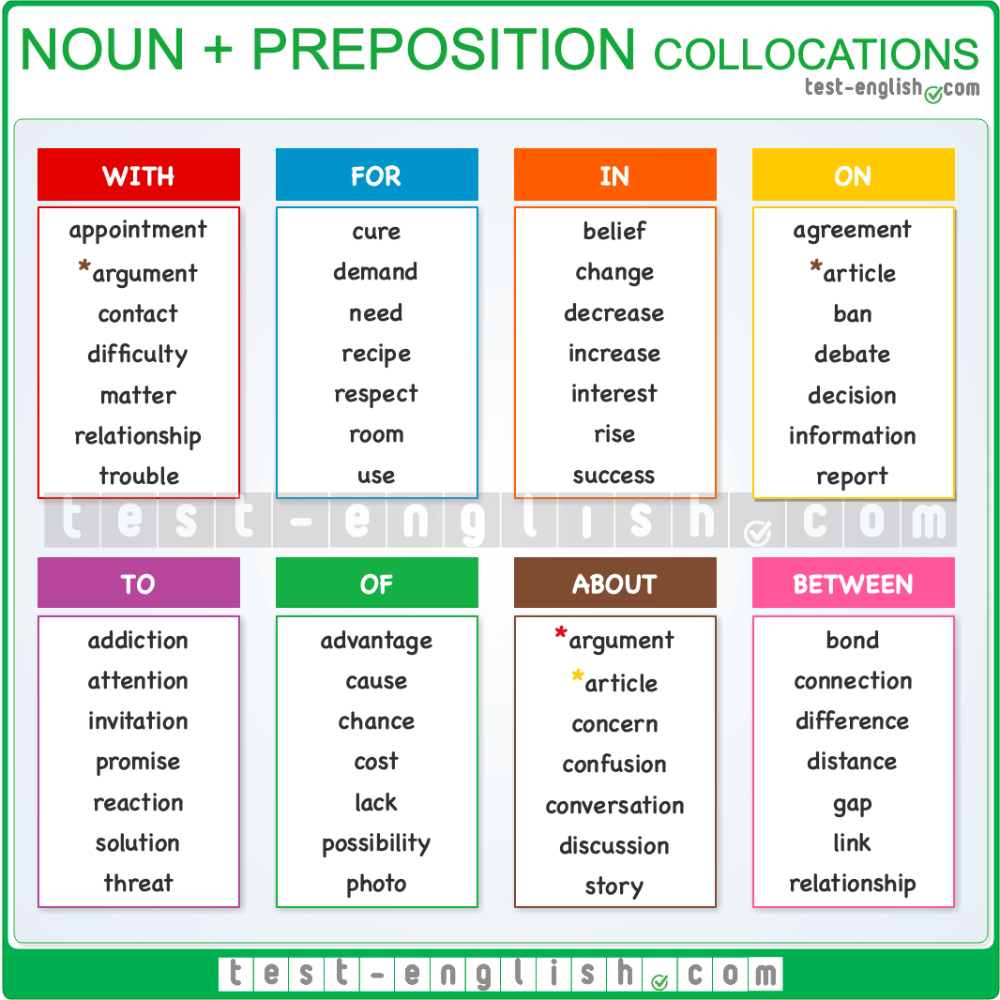 NOUN + PREPOSITION COLLOCATIONS
test-english.com
WITH
appointment
*argument
contact
difficulty
matter
relationship
trouble
FOR
cure
demand
need
recipe
respect
room
use
IN
belief
change
decrease
increase
interest
rise
success
ON
agreement
*article
ban
debate
decision
information
report
test-english.com
TO
addiction
attention
invitation
promise
reaction
solution
threat
OF
advantage
cause
chance
cost
lack
possibility
photo
ABOUT
*argument
*article
concern
confusion
conversation
discussion
story
BETWEEN
bond
connection
difference
distance
gap
link
relationship
test-english.com